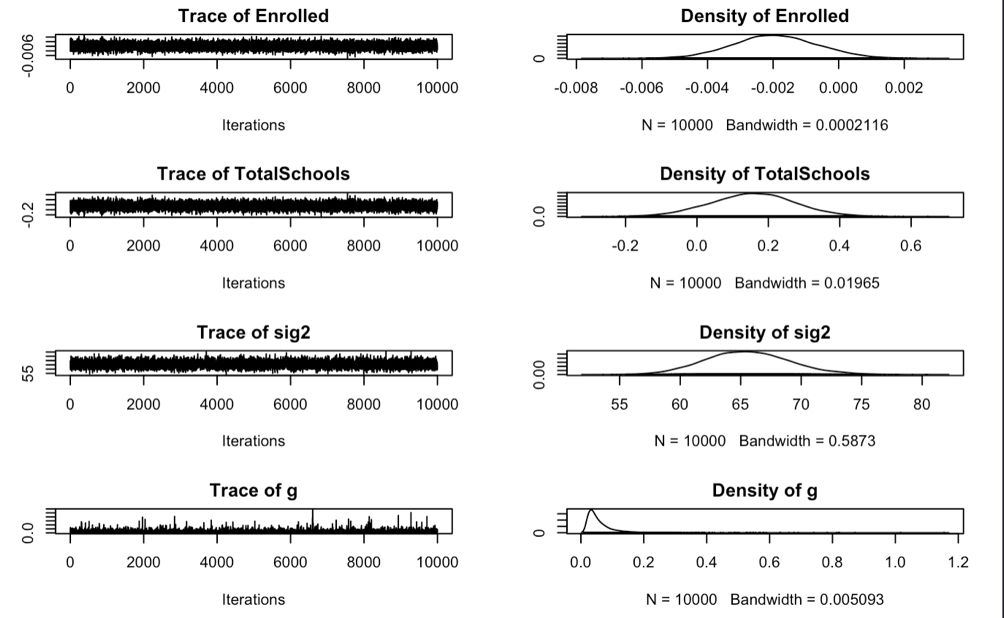 Trace of Enrolled
-0.006
0 2000 4000 6000 8000 10000
Iterations
Density of Enrolled
0
-0.008 -0.006 -0.004 -0.002 0.000 0.002
N = 10000 Bandwidth = 0.0002116
Trace of TotalSchools
-0.2
0 2000 4000 6000 8000 10000
Iterations
Density of TotalSchools
0.0
-0.2 0.0 0.2 0.4 0.6
N = 10000 Bandwidth = 0.01965
Trace of sig2
55
0 2000 4000 6000 8000 10000
Iterations
Density of sig2
0.00
55 60 65 70 75 80
N = 10000 Bandwidth = 0.5873
Trace of g
0.0
0 2000 4000 6000 8000 10000
Iterations
Density of g
0
0.0 0.2 0.4 0.6 0.8 1.0 1.2
N = 10000 Bandwidth = 0.005093